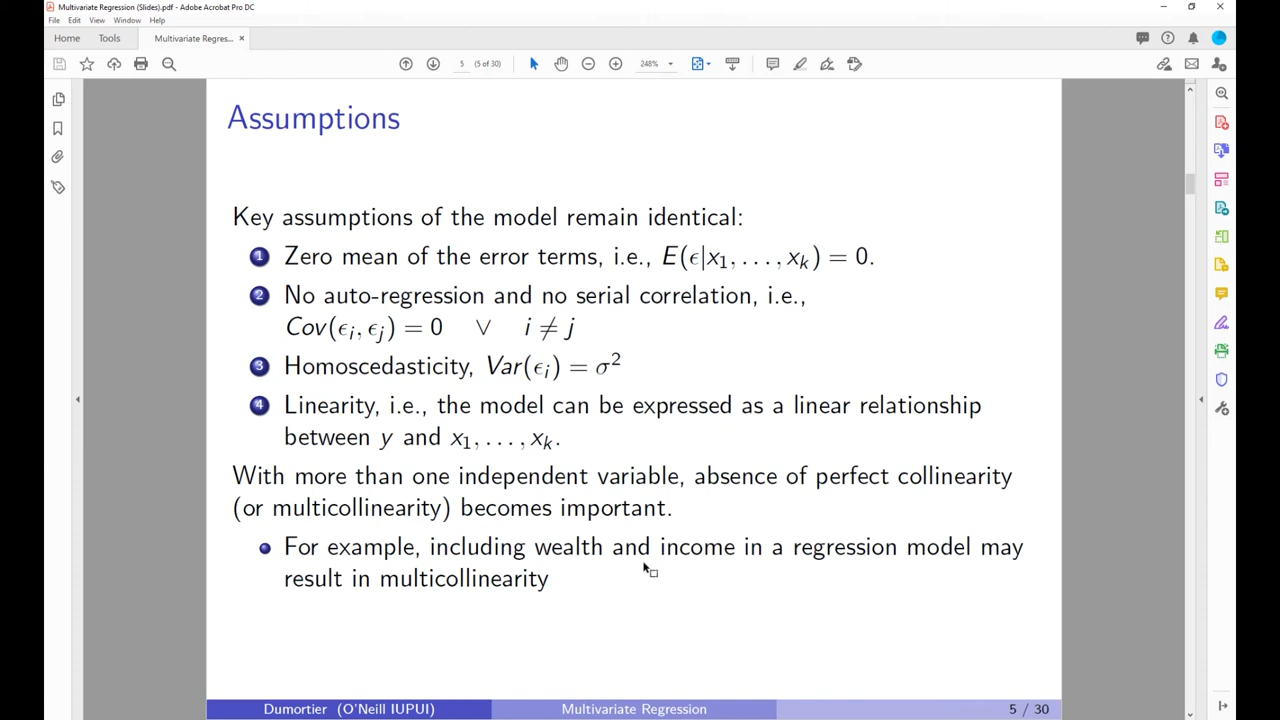 Multivariate Regression (Slides).pdf - Adobe Acrobat Pro DC
File Edit View Window Help
Home Tools Multivariate Regres... ×
5 (5 of 30) 248%
Assumptions
Key assumptions of the model remain identical:
1 Zero mean of the error terms, i.e., E(ϵ|x₁, . . . , xₖ) = 0.
2 No auto-regression and no serial correlation, i.e.,
Cov(ϵᵢ, ϵⱼ) = 0 ∨ i ≠ j
3 Homoscedasticity, Var(ϵᵢ) = σ²
4 Linearity, i.e., the model can be expressed as a linear relationship
between y and x₁, . . . , xₖ.
With more than one independent variable, absence of perfect collinearity
(or multicollinearity) becomes important.
For example, including wealth and income in a regression model may
result in multicollinearity
Dumortier (O'Neill IUPUI) Multivariate Regression 5 / 30